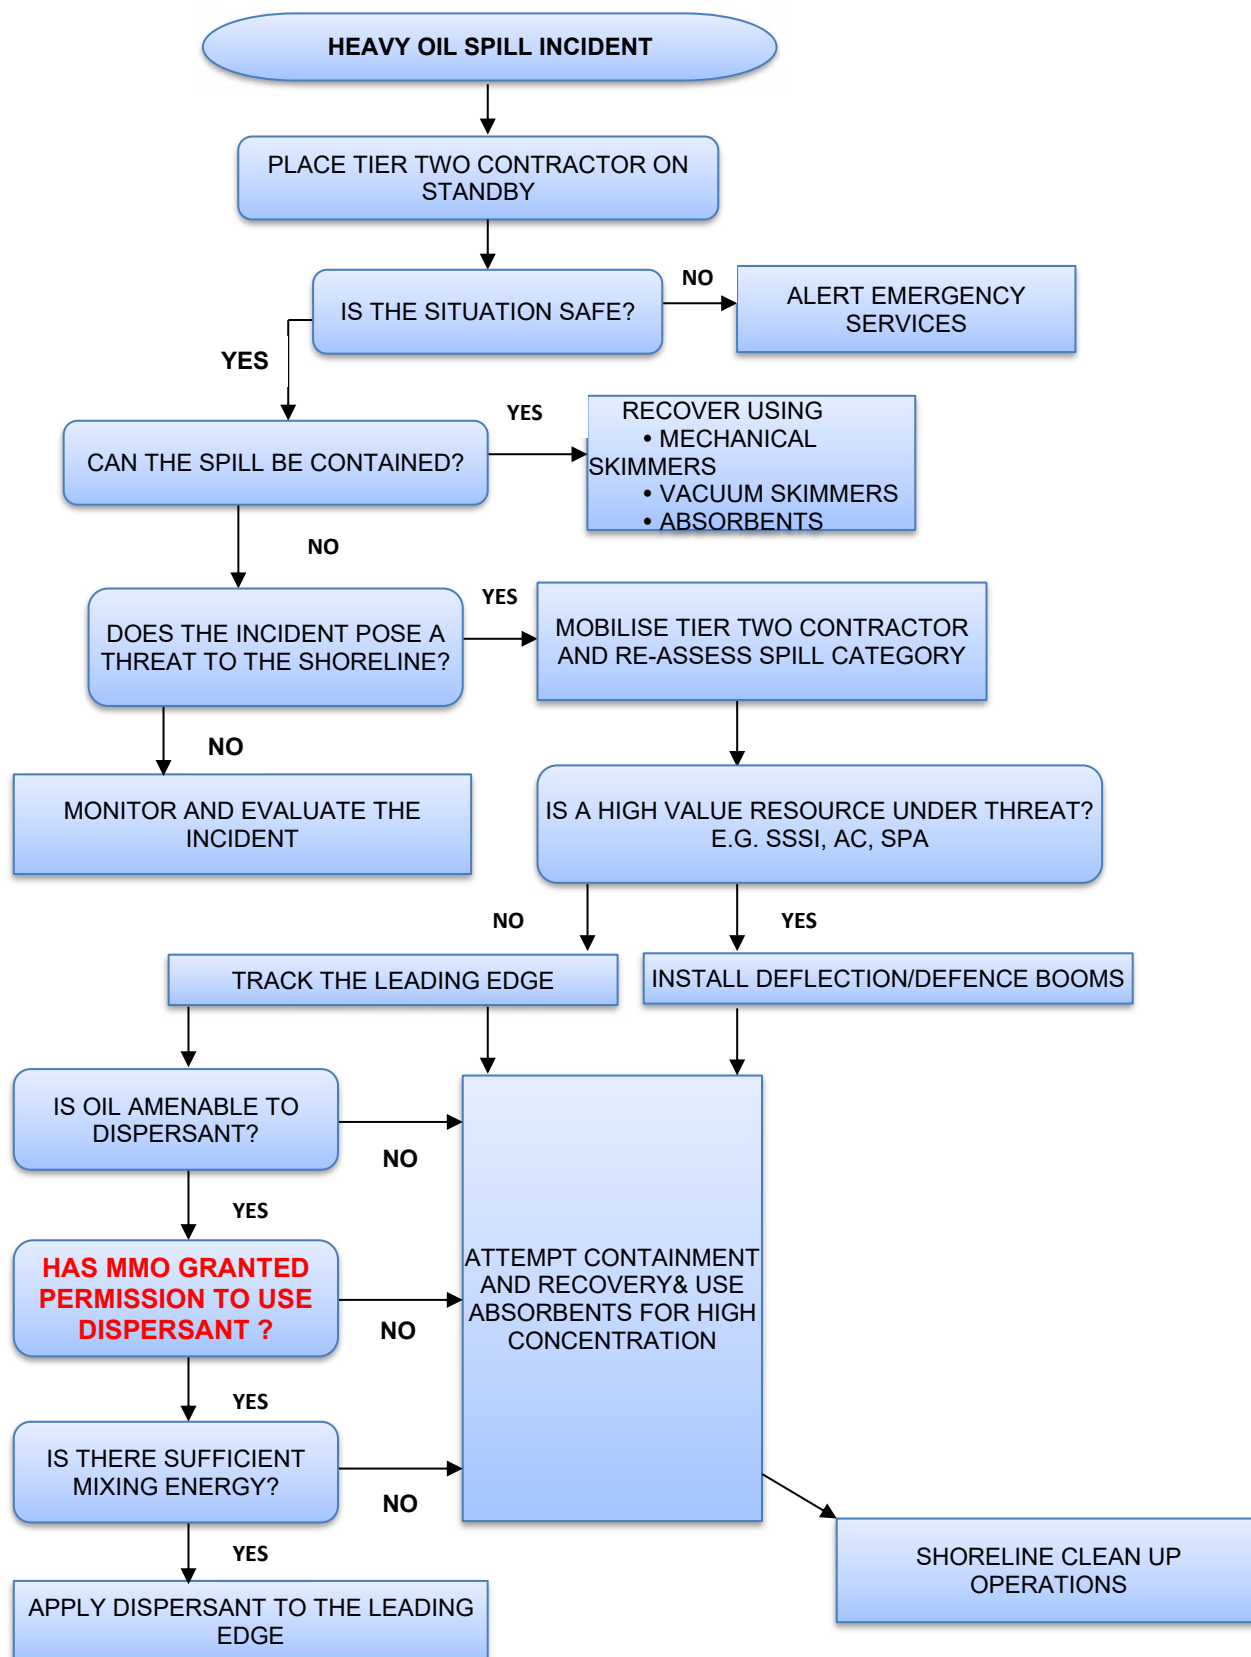 HEAVY OIL SPILL INCIDENT
PLACE TIER TWO CONTRACTOR ON
STANDBY
IS THE SITUATION SAFE?
NO
ALERT EMERGENCY
SERVICES
YES
CAN THE SPILL BE CONTAINED?
YES
RECOVER USING
• MECHANICAL
SKIMMERS
• VACUUM SKIMMERS
• ABSORBENTS
NO
DOES THE INCIDENT POSE A
THREAT TO THE SHORELINE?
YES
MOBILISE TIER TWO CONTRACTOR
AND RE-ASSESS SPILL CATEGORY
NO
MONITOR AND EVALUATE THE
INCIDENT
IS A HIGH VALUE RESOURCE UNDER THREAT?
E.G. SSSI, AC, SPA
NO
YES
TRACK THE LEADING EDGE
INSTALL DEFLECTION/DEFENCE BOOMS
IS OIL AMENABLE TO
DISPERSANT?
NO
YES
HAS MMO GRANTED
PERMISSION TO USE
DISPERSANT ?
NO
ATTEMPT CONTAINMENT
AND RECOVERY& USE
ABSORBENTS FOR HIGH
CONCENTRATION
YES
IS THERE SUFFICIENT
MIXING ENERGY?
NO
YES
APPLY DISPERSANT TO THE LEADING
EDGE
SHORELINE CLEAN UP
OPERATIONS